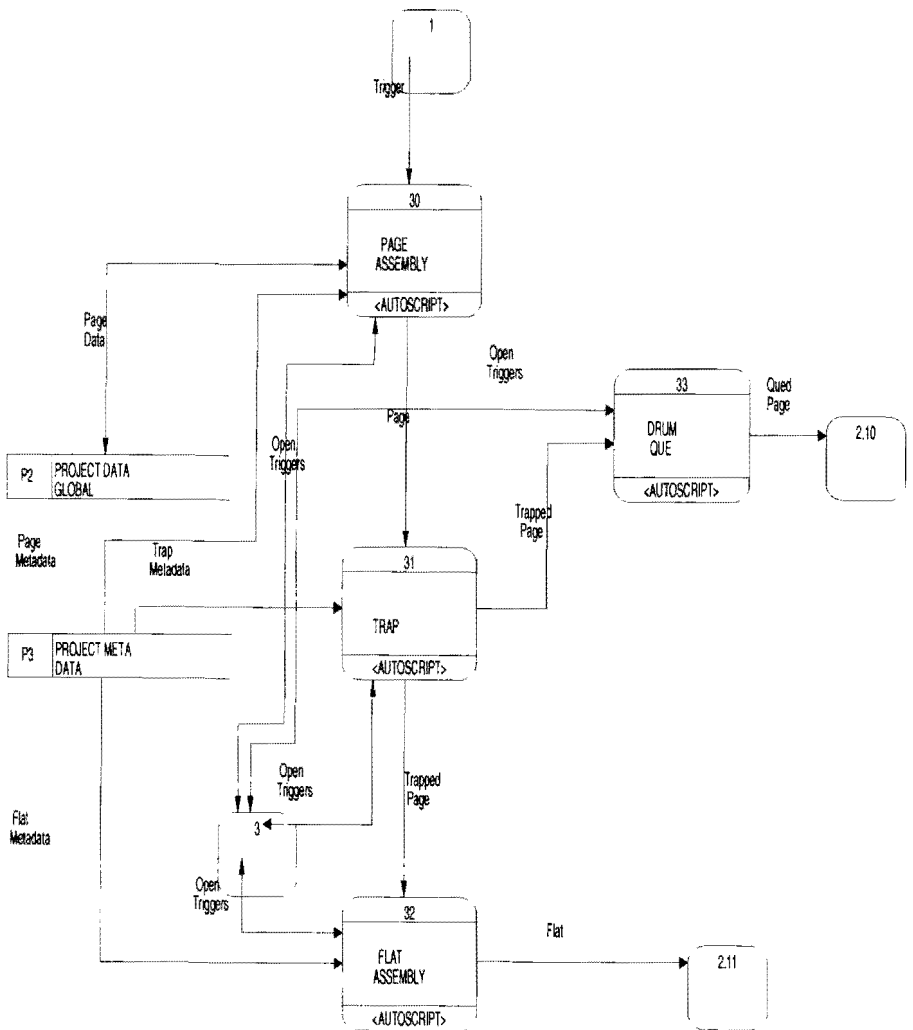 1
Trigger
30
PAGE
ASSEMBLY
<AUTOSCRIPT>
Page
Data
Open
Triggers
33
DRUM
QUE
<AUTOSCRIPT>
Qued
Page
2.10
Page
Open
Triggers
P2
PROJECT DATA
GLOBAL
Page
Metadata
Trap
Metadata
Trapped
Page
31
TRAP
<AUTOSCRIPT>
P3
PROJECT META
DATA
Open
Triggers
Trapped
Page
Flat
Metadata
3
Open
Triggers
32
FLAT
ASSEMBLY
<AUTOSCRIPT>
Flat
2.11